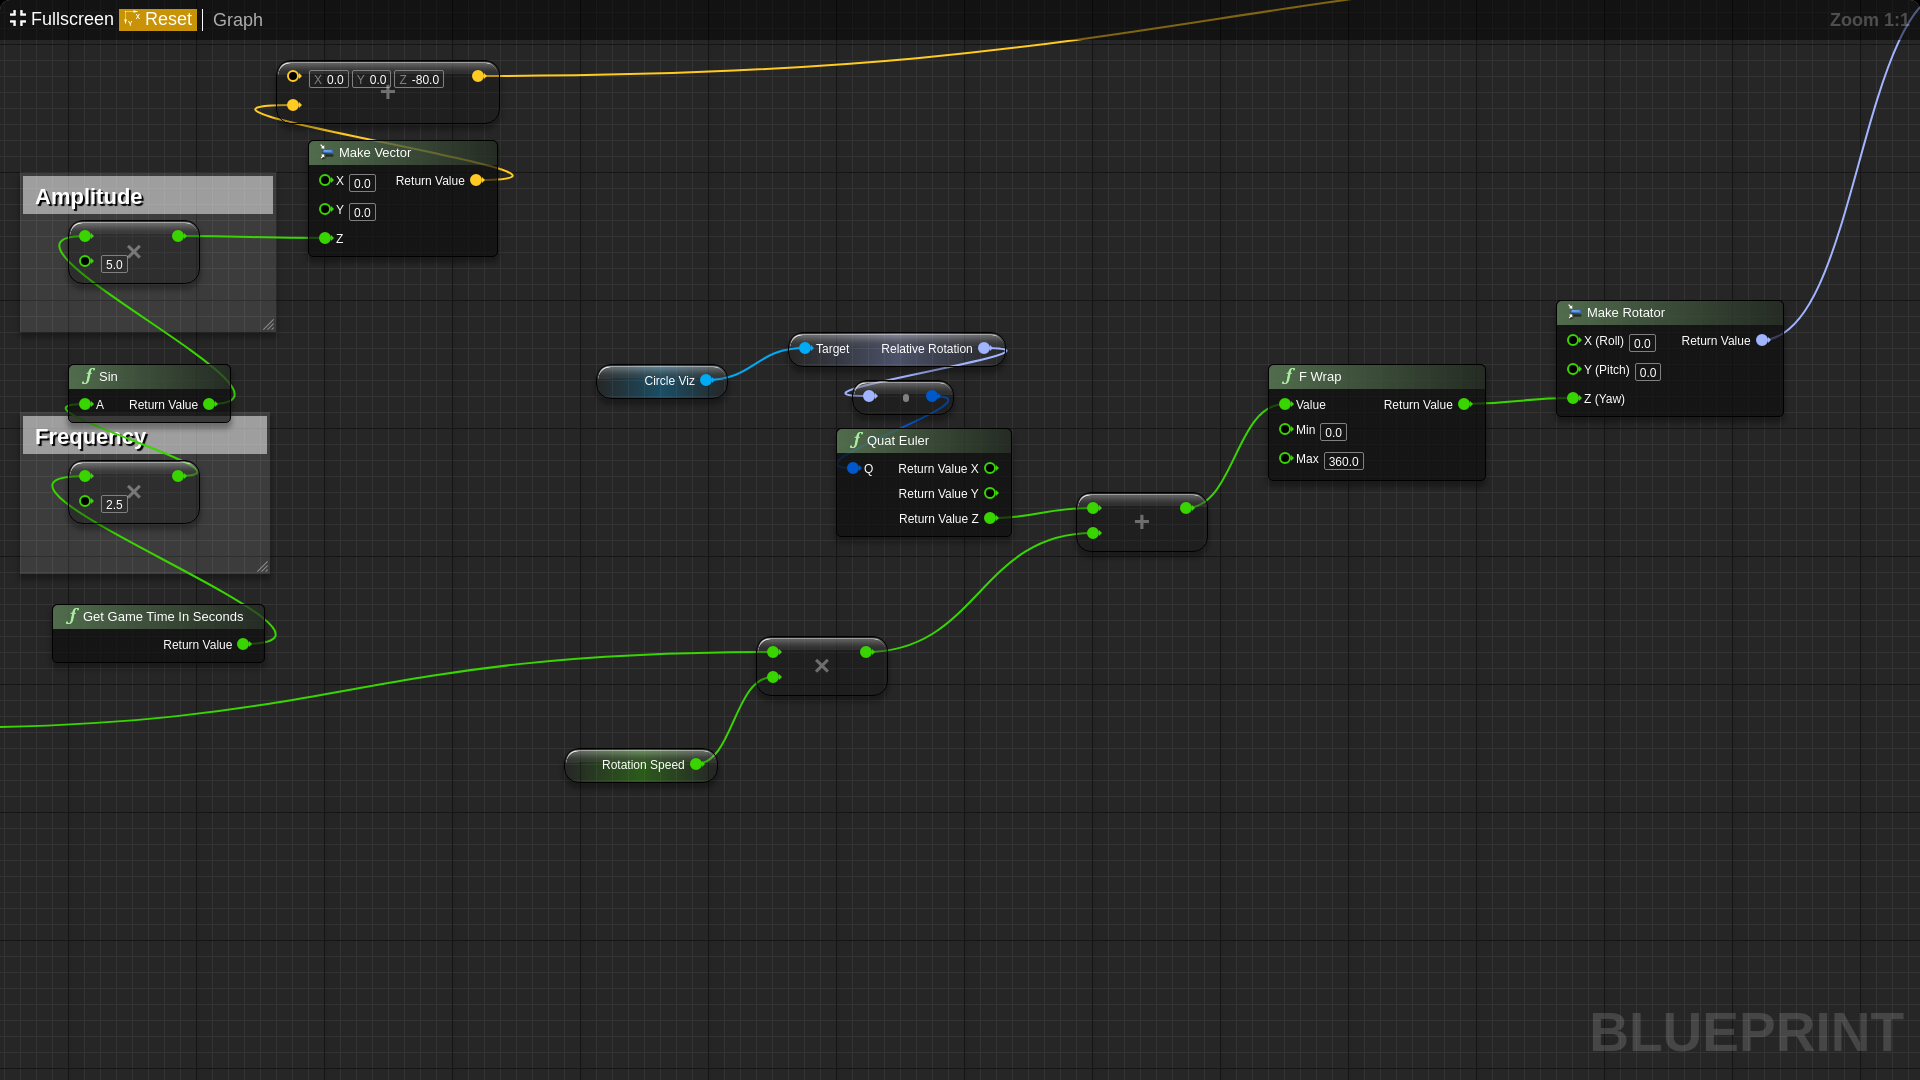 Fullscreen Reset Graph Zoom 1:1
X 0.0 Y 0.0 Z -80.0
+
Make Vector
X 0.0 Return Value
Y 0.0
Z
Amplitude
×
5.0
Sin
A Return Value
Frequency
×
2.5
Get Game Time In Seconds
Return Value
Circle Viz
Target Relative Rotation
Quat Euler
Q Return Value X
Return Value Y
Return Value Z
+
×
Rotation Speed
F Wrap
Value Return Value
Min 0.0
Max 360.0
Make Rotator
X (Roll) 0.0 Return Value
Y (Pitch) 0.0
Z (Yaw)
BLUEPRINT